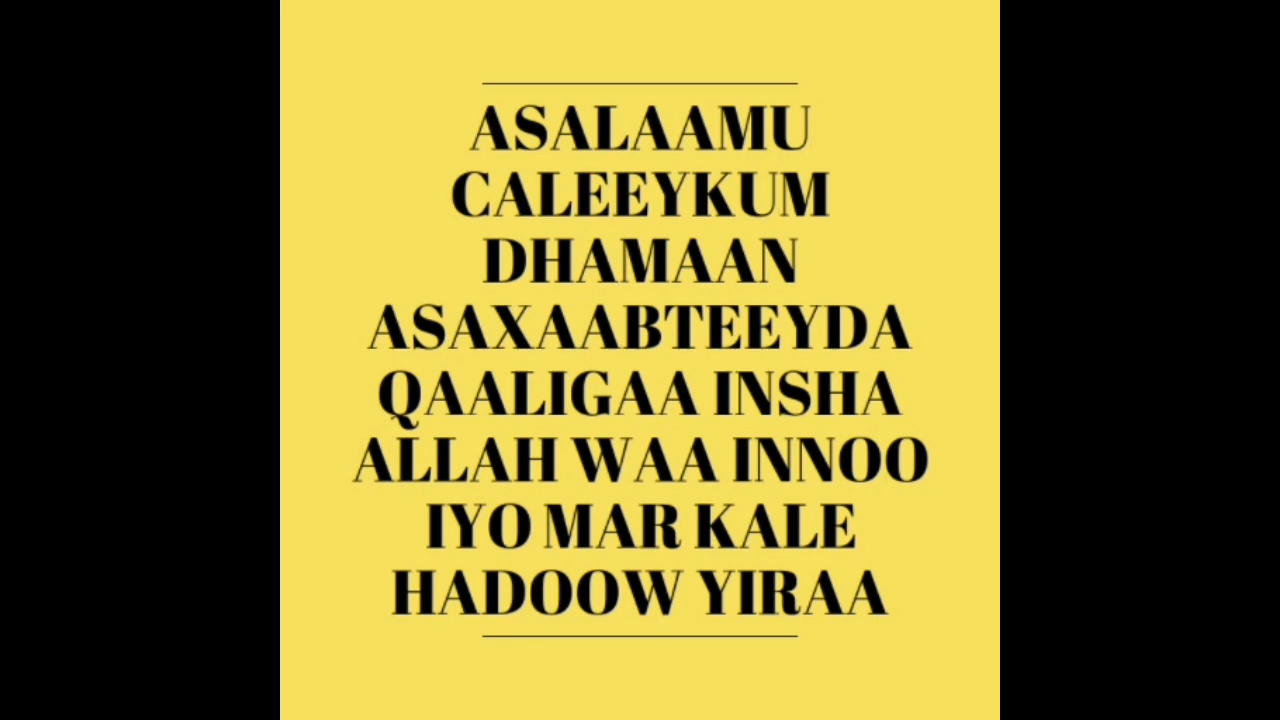 ASALAAMU
CALEEYKUM
DHAMAAN
ASAXAABTEEYDA
QAALIGAA INSHA
ALLAH WAA INNOO
IYO MAR KALE
HADOOW YIRAA